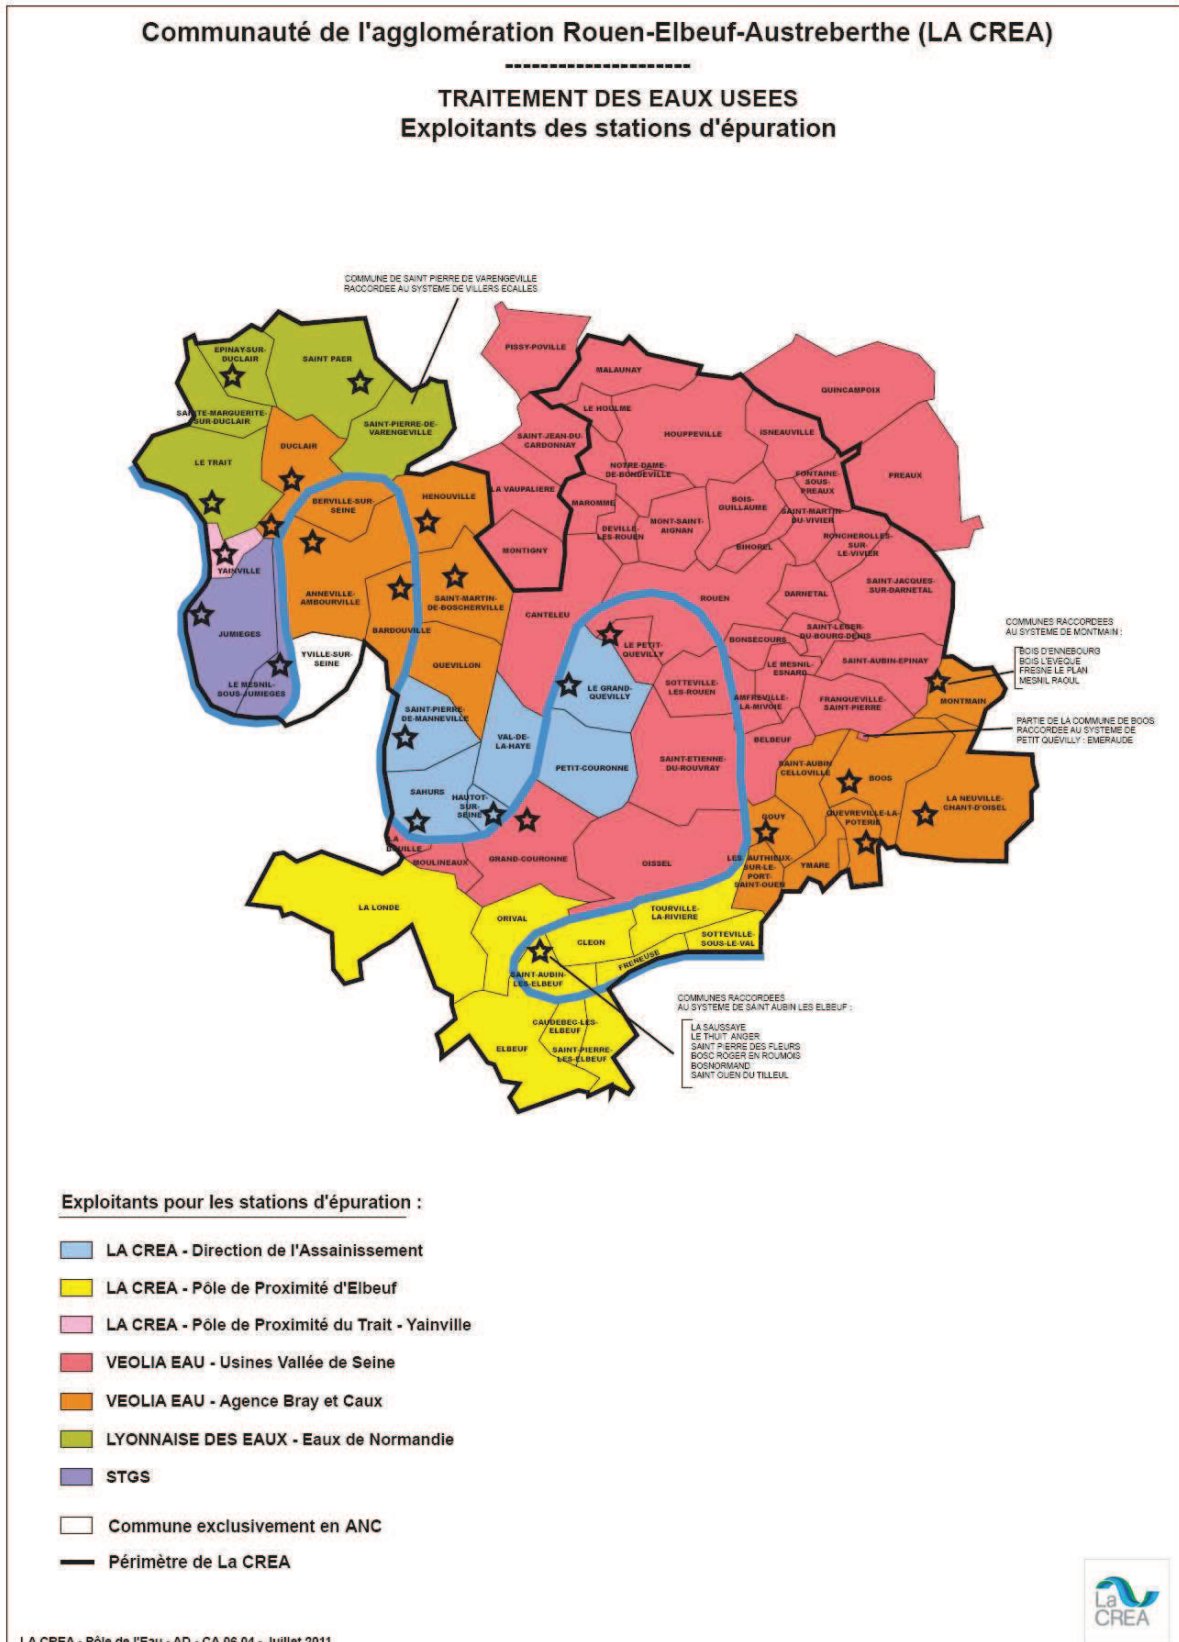 Communauté de l'agglomération Rouen-Elbeuf-Austreberthe (LA CREA)
---------------------
TRAITEMENT DES EAUX USEES
Exploitants des stations d'épuration
COMMUNE DE SAINT PIERRE DE VARENGEVILLE
RACCORDEE AU SYSTEME DE VILLERS ECALLES
PISSY-POVILLE
EPINAY-SUR-
DUCLAIR
SAINT PAER
MALAUNAY
QUINCAMPOIX
SAINTE-MARGUERITE-
SUR-DUCLAIR
SAINT-PIERRE-DE-
VARENGEVILLE
LE HOULME
HOUPPEVILLE
ISNEAUVILLE
SAINT-JEAN-DU-
CARDONNAY
DUCLAIR
LE TRAIT
NOTRE-DAME-
DE-BONDEVILLE
FONTAINE-
SOUS-
PREAUX
PREAUX
LA VAUPALIERE
HENOUVILLE
BERVILLE-SUR-
SEINE
MAROMME
BOIS-
GUILLAUME
SAINT-MARTIN-
DU-VIVIER
DEVILLE-
LES-ROUEN
MONT-SAINT-
AIGNAN
RONCHEROLLES-
SUR-
LE-VIVIER
MONTIGNY
BIHOREL
YAINVILLE
SAINT-JACQUES-
SUR-DARNETAL
ANNEVILLE-
AMBOURVILLE
SAINT-MARTIN-
DE-BOSCHERVILLE
ROUEN
DARNETAL
CANTELEU
BARDOUVILLE
JUMIEGES
SAINT-LEGER-
DU-BOURG-DENIS
COMMUNES RACCORDEES
AU SYSTEME DE MONTMAIN :
BOIS D'ENNEBOURG
BOIS L'EVEQUE
FRESNE LE PLAN
MESNIL RAOUL
LE PETIT-
QUEVILLY
BONSECOURS
YVILLE-SUR-
SEINE
QUEVILLON
LE MESNIL-
ESNARD
SAINT-AUBIN-EPINAY
LE MESNIL-
SOUS-JUMIEGES
LE GRAND-
QUEVILLY
SOTTEVILLE-
LES-ROUEN
AMFREVILLE-
LA-MIVOIE
FRANQUEVILLE-
SAINT-PIERRE
MONTMAIN
SAINT-PIERRE-
DE-MANNEVILLE
PARTIE DE LA COMMUNE DE BOOS
RACCORDEE AU SYSTEME DE
PETIT QUEVILLY : EMERAUDE
VAL-DE-
LA-HAYE
BELBEUF
SAINT-ETIENNE-
DU-ROUVRAY
PETIT-COURONNE
SAINT-AUBIN
CELLOVILLE
BOOS
SAHURS
HAUTOT-
SUR-
SEINE
LA NEUVILLE-
CHANT-D'OISEL
QUEVREVILLE-LA-
POTERIE
GOUY
LA
BOUILLE
MOULINEAUX
GRAND-COURONNE
OISSEL
LES AUTHIEUX-
SUR-LE-
PORT-
SAINT-OUEN
YMARE
LA LONDE
ORIVAL
TOURVILLE-
LA-RIVIERE
CLEON
SOTTEVILLE-
SOUS-LE-VAL
FRENEUSE
SAINT-AUBIN-
LES-ELBEUF
COMMUNES RACCORDEES
AU SYSTEME DE SAINT AUBIN LES ELBEUF :
LA SAUSSAYE
LE THUIT ANGER
SAINT PIERRE DES FLEURS
BOSC ROGER EN ROUMOIS
BOSNORMAND
SAINT OUEN DU TILLEUL
CAUDEBEC-LES-
ELBEUF
ELBEUF
SAINT-PIERRE-
LES-ELBEUF
Exploitants pour les stations d'épuration :
LA CREA - Direction de l'Assainissement
LA CREA - Pôle de Proximité d'Elbeuf
LA CREA - Pôle de Proximité du Trait - Yainville
VEOLIA EAU - Usines Vallée de Seine
VEOLIA EAU - Agence Bray et Caux
LYONNAISE DES EAUX - Eaux de Normandie
STGS
Commune exclusivement en ANC
Périmètre de La CREA
La
CREA
LA CREA - Pôle de l'Eau - AD - CA 06 04 - Juillet 2011